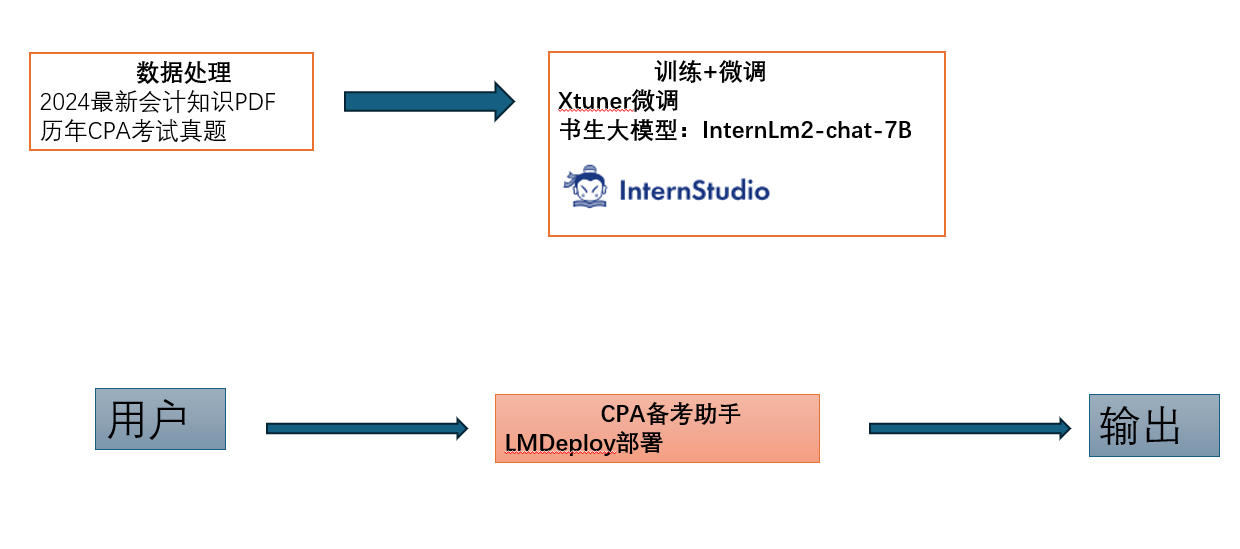 数据处理
2024最新会计知识PDF
历年CPA考试真题
训练+微调
Xtuner微调
书生大模型：InternLm2-chat-7B
InternStudio
用户
CPA备考助手
LMDeploy部署
输出